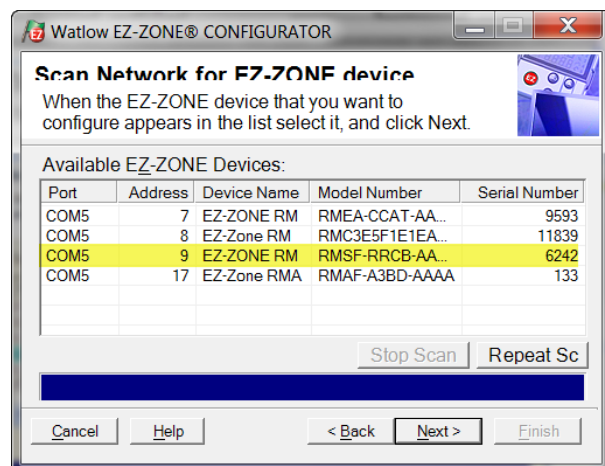 Watlow EZ-ZONE® CONFIGURATOR
Scan Network for EZ-ZONE device
When the EZ-ZONE device that you want to
configure appears in the list select it, and click Next.
Available EZ-ZONE Devices:
Port Address Device Name Model Number Serial Number
COM5 7 EZ-ZONE RM RMEA-CCAT-AA... 9593
COM5 8 EZ-Zone RM RMC3E5F1E1EA... 11839
COM5 9 EZ-ZONE RM RMSF-RRCB-AA... 6242
COM5 17 EZ-Zone RMA RMAF-A3BD-AAAA 133
Stop Scan Repeat Sc
Cancel Help < Back Next > Finish